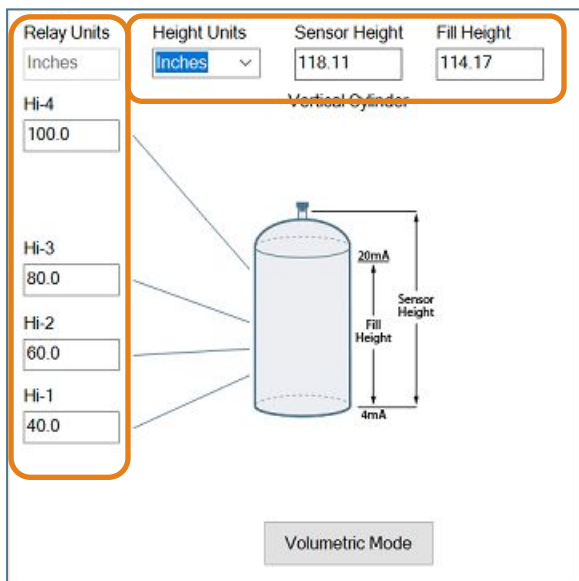 Relay Units
Height Units
Sensor Height
Fill Height
Inches
Inches
118.11
114.17
Hi-4
Vertical Cylinder
100.0
Hi-3
80.0
Hi-2
60.0
Hi-1
40.0
20mA
Fill
Height
Sensor
Height
4mA
Volumetric Mode